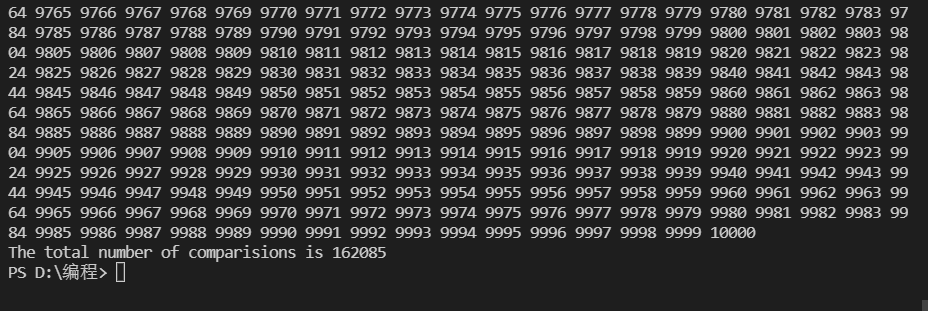 64 9765 9766 9767 9768 9769 9770 9771 9772 9773 9774 9775 9776 9777 9778 9779 9780 9781 9782 9783 97
84 9785 9786 9787 9788 9789 9790 9791 9792 9793 9794 9795 9796 9797 9798 9799 9800 9801 9802 9803 98
04 9805 9806 9807 9808 9809 9810 9811 9812 9813 9814 9815 9816 9817 9818 9819 9820 9821 9822 9823 98
24 9825 9826 9827 9828 9829 9830 9831 9832 9833 9834 9835 9836 9837 9838 9839 9840 9841 9842 9843 98
44 9845 9846 9847 9848 9849 9850 9851 9852 9853 9854 9855 9856 9857 9858 9859 9860 9861 9862 9863 98
64 9865 9866 9867 9868 9869 9870 9871 9872 9873 9874 9875 9876 9877 9878 9879 9880 9881 9882 9883 98
84 9885 9886 9887 9888 9889 9890 9891 9892 9893 9894 9895 9896 9897 9898 9899 9900 9901 9902 9903 99
04 9905 9906 9907 9908 9909 9910 9911 9912 9913 9914 9915 9916 9917 9918 9919 9920 9921 9922 9923 99
24 9925 9926 9927 9928 9929 9930 9931 9932 9933 9934 9935 9936 9937 9938 9939 9940 9941 9942 9943 99
44 9945 9946 9947 9948 9949 9950 9951 9952 9953 9954 9955 9956 9957 9958 9959 9960 9961 9962 9963 99
64 9965 9966 9967 9968 9969 9970 9971 9972 9973 9974 9975 9976 9977 9978 9979 9980 9981 9982 9983 99
84 9985 9986 9987 9988 9989 9990 9991 9992 9993 9994 9995 9996 9997 9998 9999 10000
The total number of comparisions is 162085
PS D:\编程>